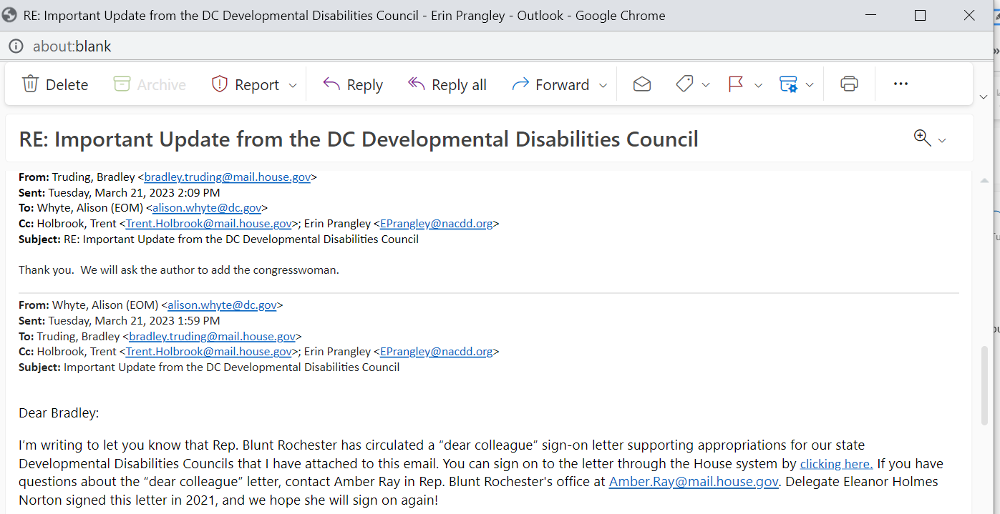 RE: Important Update from the DC Developmental Disabilities Council - Erin Prangley - Outlook - Google Chrome
about:blank
Delete Archive Report Reply Reply all Forward
RE: Important Update from the DC Developmental Disabilities Council
From: Truding, Bradley <bradley.truding@mail.house.gov>
Sent: Tuesday, March 21, 2023 2:09 PM
To: Whyte, Alison (EOM) <alison.whyte@dc.gov>
Cc: Holbrook, Trent <Trent.Holbrook@mail.house.gov>; Erin Prangley <EPrangley@nacdd.org>
Subject: RE: Important Update from the DC Developmental Disabilities Council
Thank you.  We will ask the author to add the congresswoman.
From: Whyte, Alison (EOM) <alison.whyte@dc.gov>
Sent: Tuesday, March 21, 2023 1:59 PM
To: Truding, Bradley <bradley.truding@mail.house.gov>
Cc: Holbrook, Trent <Trent.Holbrook@mail.house.gov>; Erin Prangley <EPrangley@nacdd.org>
Subject: Important Update from the DC Developmental Disabilities Council
Dear Bradley:
I’m writing to let you know that Rep. Blunt Rochester has circulated a “dear colleague” sign-on letter supporting appropriations for our state
Developmental Disabilities Councils that I have attached to this email. You can sign on to the letter through the House system by clicking here. If you have
questions about the “dear colleague” letter, contact Amber Ray in Rep. Blunt Rochester's office at Amber.Ray@mail.house.gov. Delegate Eleanor Holmes
Norton signed this letter in 2021, and we hope she will sign on again!